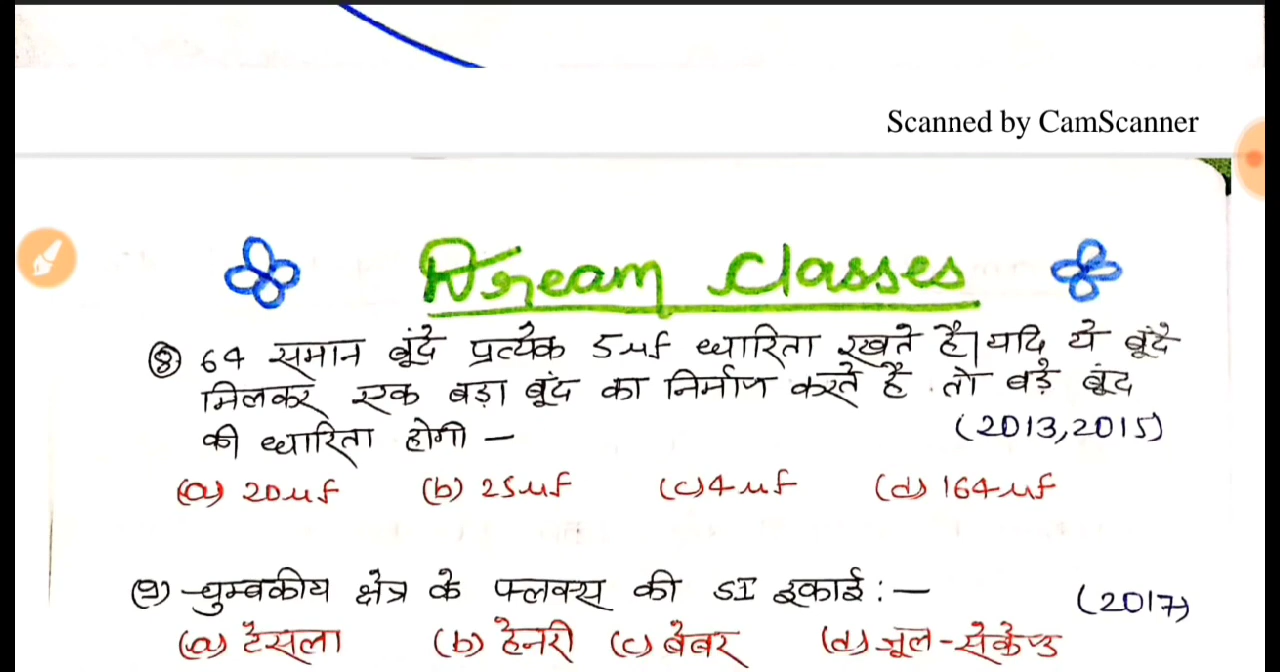 Scanned by CamScanner
Dream Classes
⑧ 64 समान बूंदे प्रत्येक 5μf धारिता रखते है। यदि ये बूंदे
मिलकर एक बड़ा बूंद का निर्माण करते हैं तो बड़े बूंद
की धारिता होगी - (2013,2015)
(a) 20μf (b) 25μf (c) 4μf (d) 164μf
(9) चुम्बकीय क्षेत्र के फ्लक्स की SI इकाई :- (2017)
(a) टेसला (b) हेनरी (c) बेबर (d) जूल-सेकेण्ड